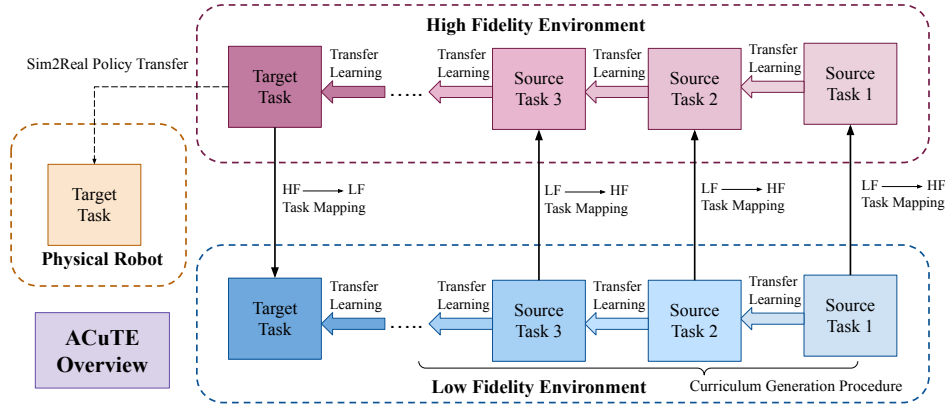 High Fidelity Environment
Sim2Real Policy Transfer
Target
Task
Transfer
Learning
.....
Transfer
Learning
Source
Task 3
Transfer
Learning
Source
Task 2
Transfer
Learning
Source
Task 1
Target
Task
Physical Robot
HF LF
Task Mapping
LF HF
Task Mapping
LF HF
Task Mapping
LF HF
Task Mapping
Target
Task
Transfer
Learning
.....
Transfer
Learning
Source
Task 3
Transfer
Learning
Source
Task 2
Transfer
Learning
Source
Task 1
ACuTE
Overview
Low Fidelity Environment
Curriculum Generation Procedure